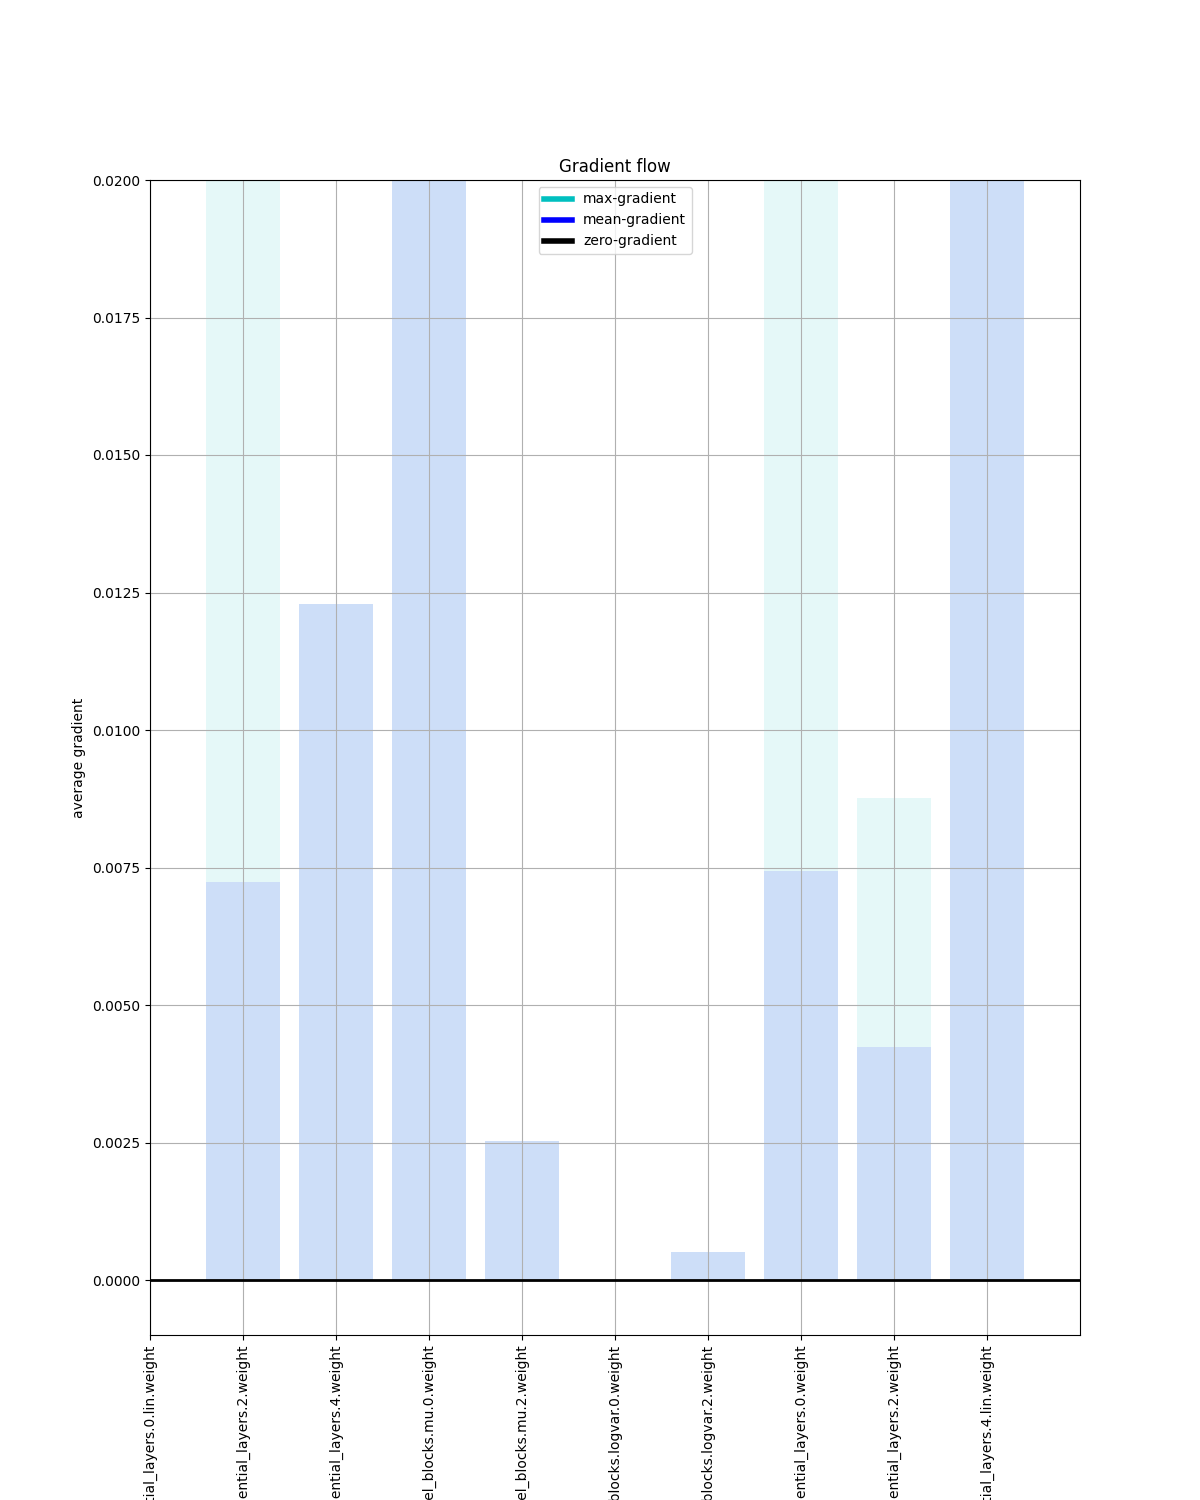 Gradient flow
max-gradient
mean-gradient
zero-gradient
0.0200
0.0175
0.0150
0.0125
0.0100
0.0075
0.0050
0.0025
0.0000
average gradient
tial_layers.0.lin.weight
ential_layers.2.weight
ential_layers.4.weight
el_blocks.mu.0.weight
el_blocks.mu.2.weight
blocks.logvar.0.weight
blocks.logvar.2.weight
ential_layers.0.weight
ential_layers.2.weight
tial_layers.4.lin.weight